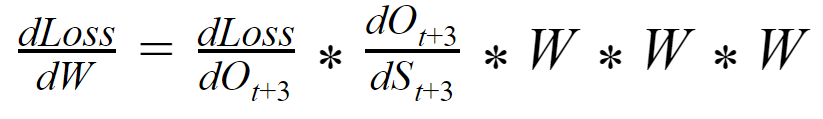 dLoss/dW = dLoss/dO_{t+3} * dO_{t+3}/dS_{t+3} * W * W * W